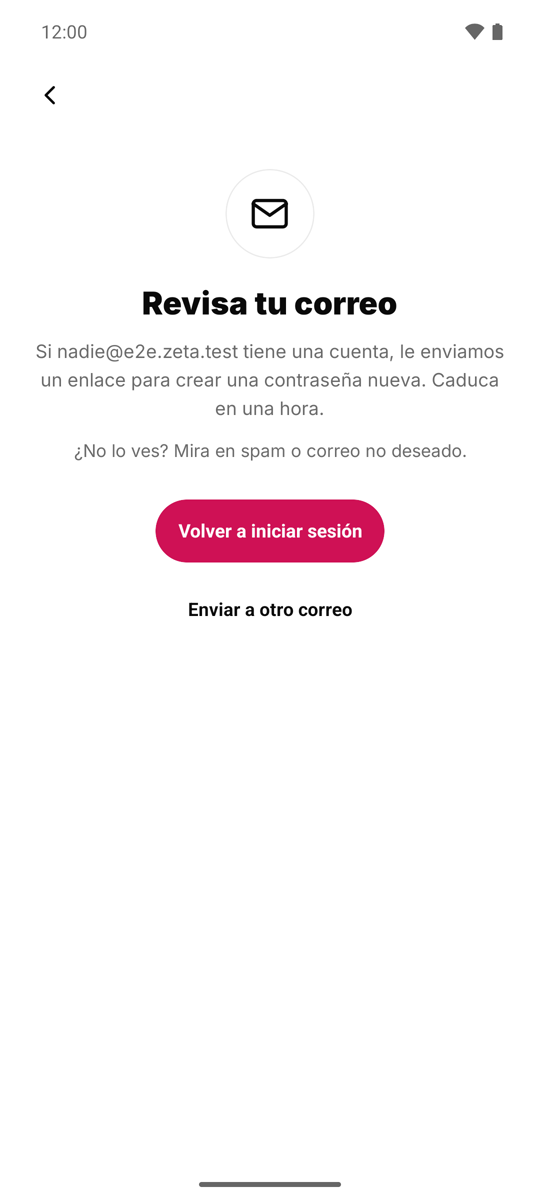 12:00
Revisa tu correo
Si nadie@e2e.zeta.test tiene una cuenta, le enviamos
un enlace para crear una contraseña nueva. Caduca
en una hora.
¿No lo ves? Mira en spam o correo no deseado.
Volver a iniciar sesión
Enviar a otro correo